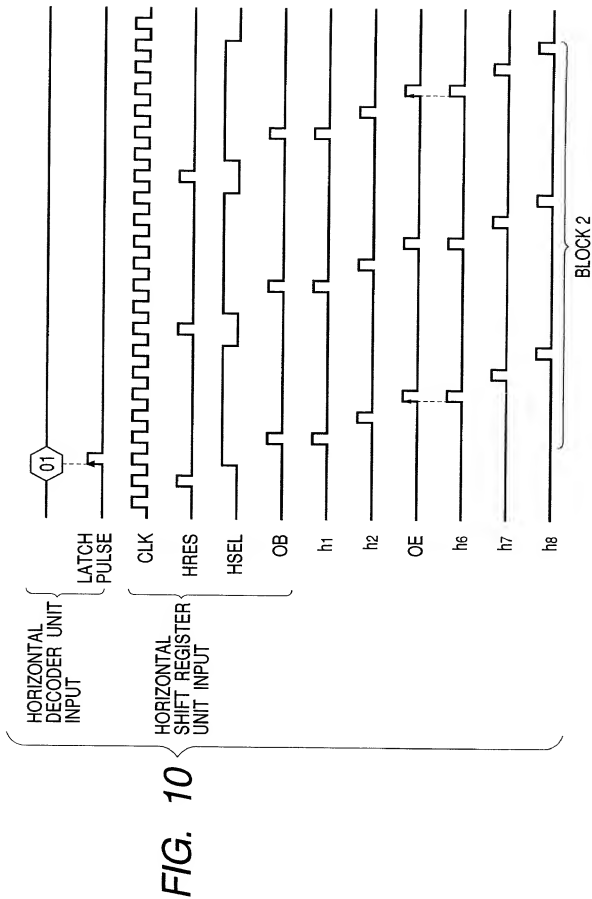 FIG. 10
HORIZONTAL
DECODER UNIT
INPUT
01
LATCH
PULSE
HORIZONTAL
SHIFT REGISTER
UNIT INPUT
CLK
HRES
HSEL
OB
h1
h2
OE
h6
h7
h8
BLOCK 2